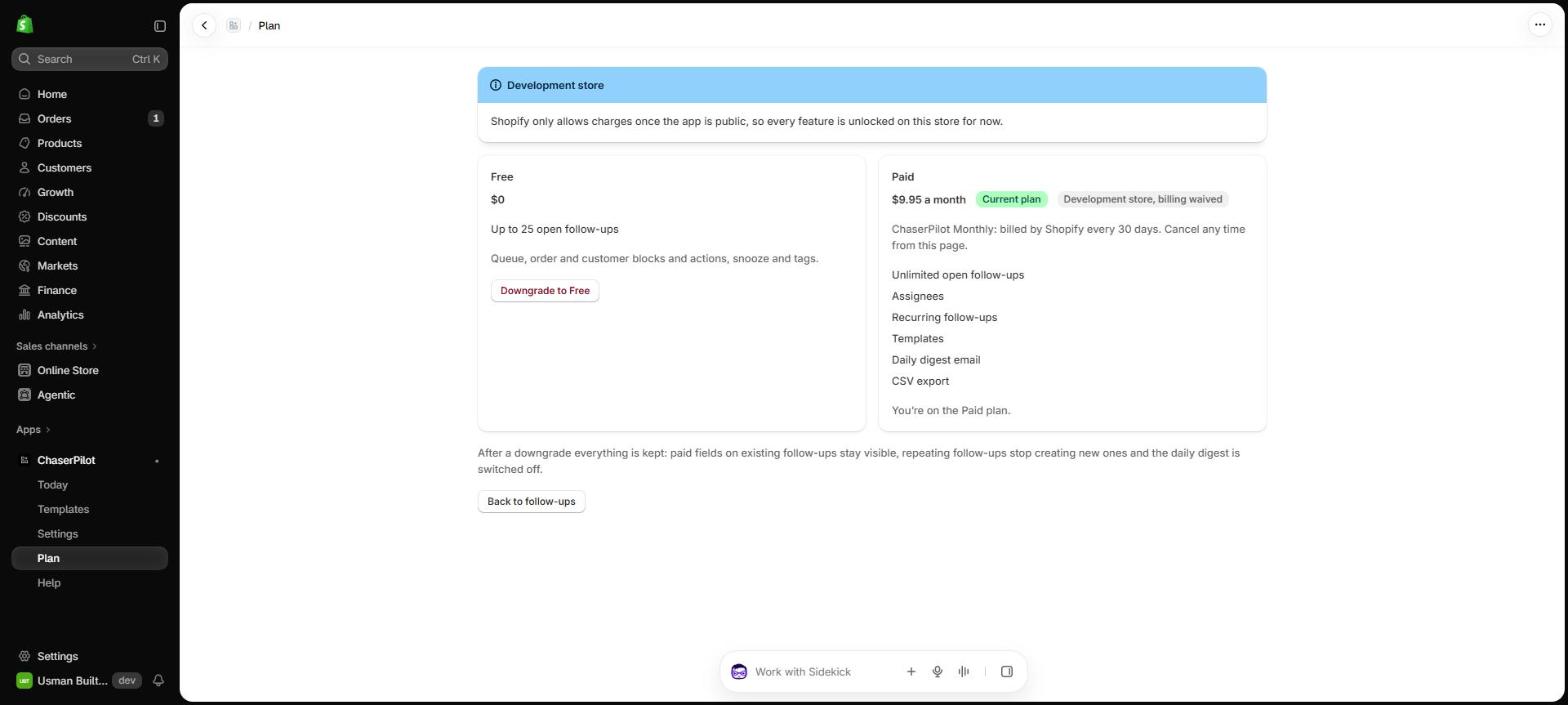 Search Ctrl K
Home
Orders 1
Products
Customers
Growth
Discounts
Content
Markets
Finance
Analytics
Sales channels
Online Store
Agentic
Apps
ChaserPilot
Today
Templates
Settings
Plan
Help
Settings
UBT Usman Built... dev
/ Plan
Development store
Shopify only allows charges once the app is public, so every feature is unlocked on this store for now.
Free
$0
Up to 25 open follow-ups
Queue, order and customer blocks and actions, snooze and tags.
Downgrade to Free
Paid
$9.95 a month Current plan Development store, billing waived
ChaserPilot Monthly: billed by Shopify every 30 days. Cancel any time
from this page.
Unlimited open follow-ups
Assignees
Recurring follow-ups
Templates
Daily digest email
CSV export
You're on the Paid plan.
After a downgrade everything is kept: paid fields on existing follow-ups stay visible, repeating follow-ups stop creating new ones and the daily digest is
switched off.
Back to follow-ups
Work with Sidekick